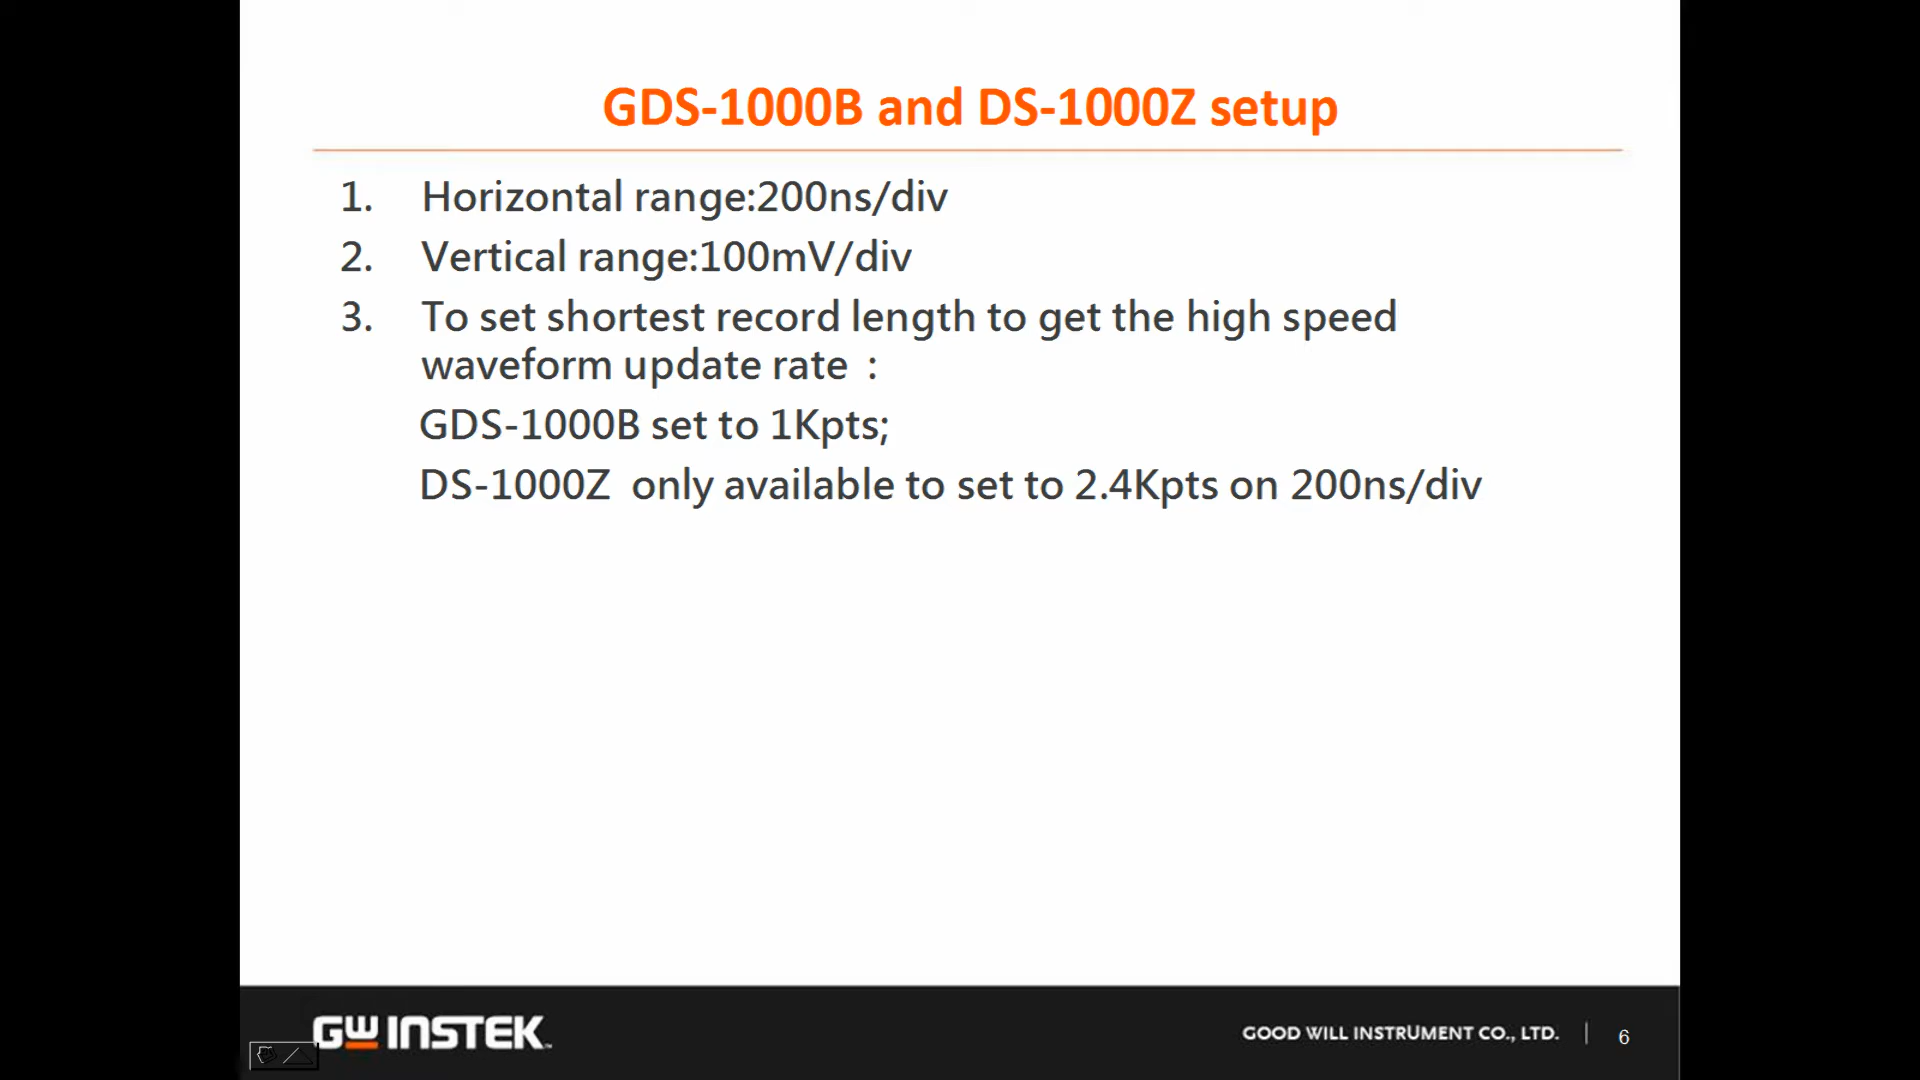 GDS-1000B and DS-1000Z setup
1. Horizontal range:200ns/div
2. Vertical range:100mV/div
3. To set shortest record length to get the high speed
waveform update rate :
GDS-1000B set to 1Kpts;
DS-1000Z only available to set to 2.4Kpts on 200ns/div
GW INSTEK
GOOD WILL INSTRUMENT CO., LTD. | 6